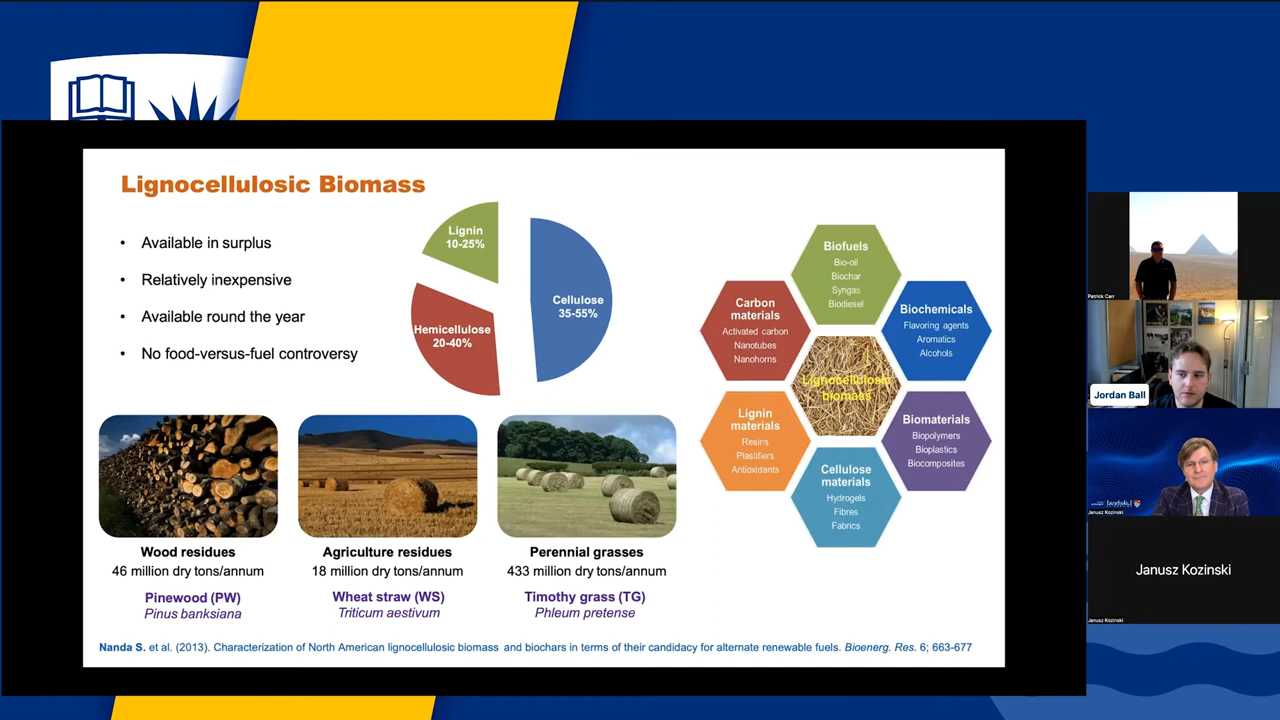 Lignocellulosic Biomass
• Available in surplus
• Relatively inexpensive
• Available round the year
• No food-versus-fuel controversy
Lignin
10-25%
Cellulose
35-55%
Hemicellulose
20-40%
Biofuels
Bio-oil
Biochar
Syngas
Biodiesel
Carbon
materials
Activated carbon
Nanotubes
Nanohorns
Biochemicals
Flavoring agents
Aromatics
Alcohols
Lignocellulosic
biomass
Lignin
materials
Resins
Plastifiers
Antioxidants
Biomaterials
Biopolymers
Bioplastics
Biocomposites
Cellulose
materials
Hydrogels
Fibres
Fabrics
Wood residues
46 million dry tons/annum
Pinewood (PW)
Pinus banksiana
Agriculture residues
18 million dry tons/annum
Wheat straw (WS)
Triticum aestivum
Perennial grasses
433 million dry tons/annum
Timothy grass (TG)
Phleum pretense
Nanda S. et al. (2013). Characterization of North American lignocellulosic biomass and biochars in terms of their candidacy for alternate renewable fuels. Bioenerg. Res. 6; 663-677
Patrick Carr
Jordan Ball
Janusz Kozinski
Janusz Kozinski
Janusz Kozinski